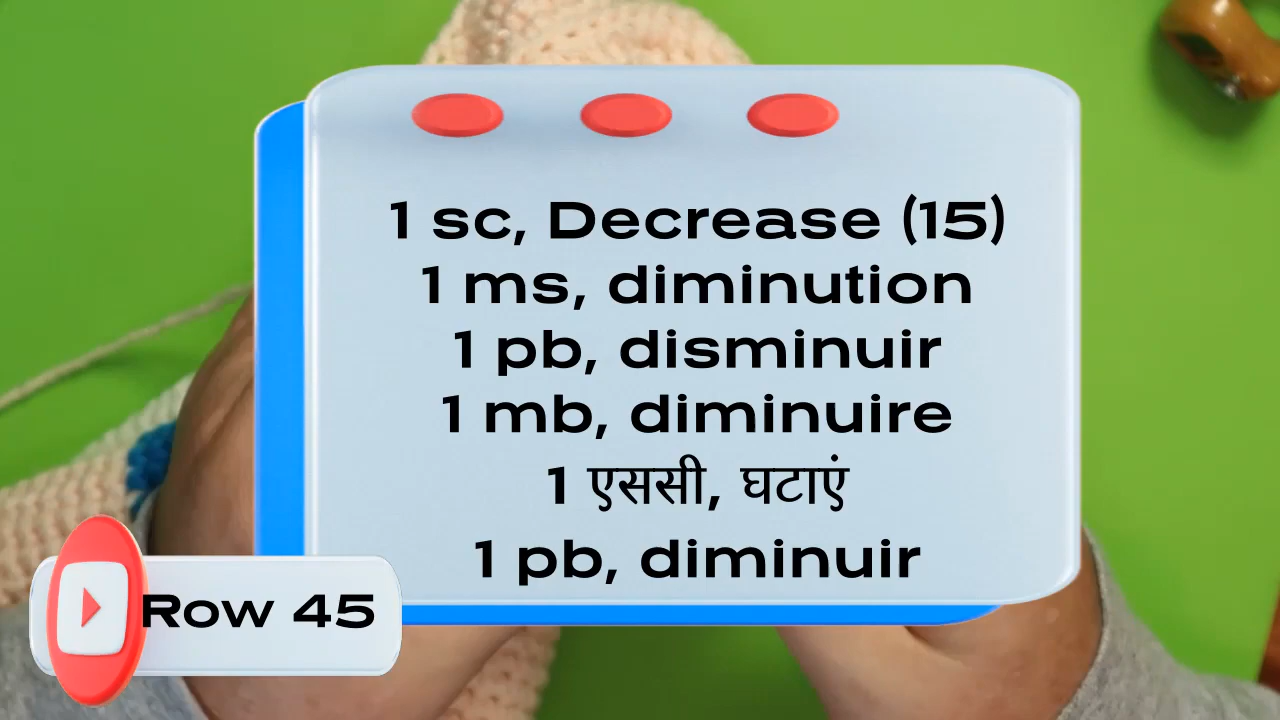 1 sc, Decrease (15)
1 ms, diminution
1 pb, disminuir
1 mb, diminuire
1 एससी, घटाएं
1 pb, diminuir
Row 45